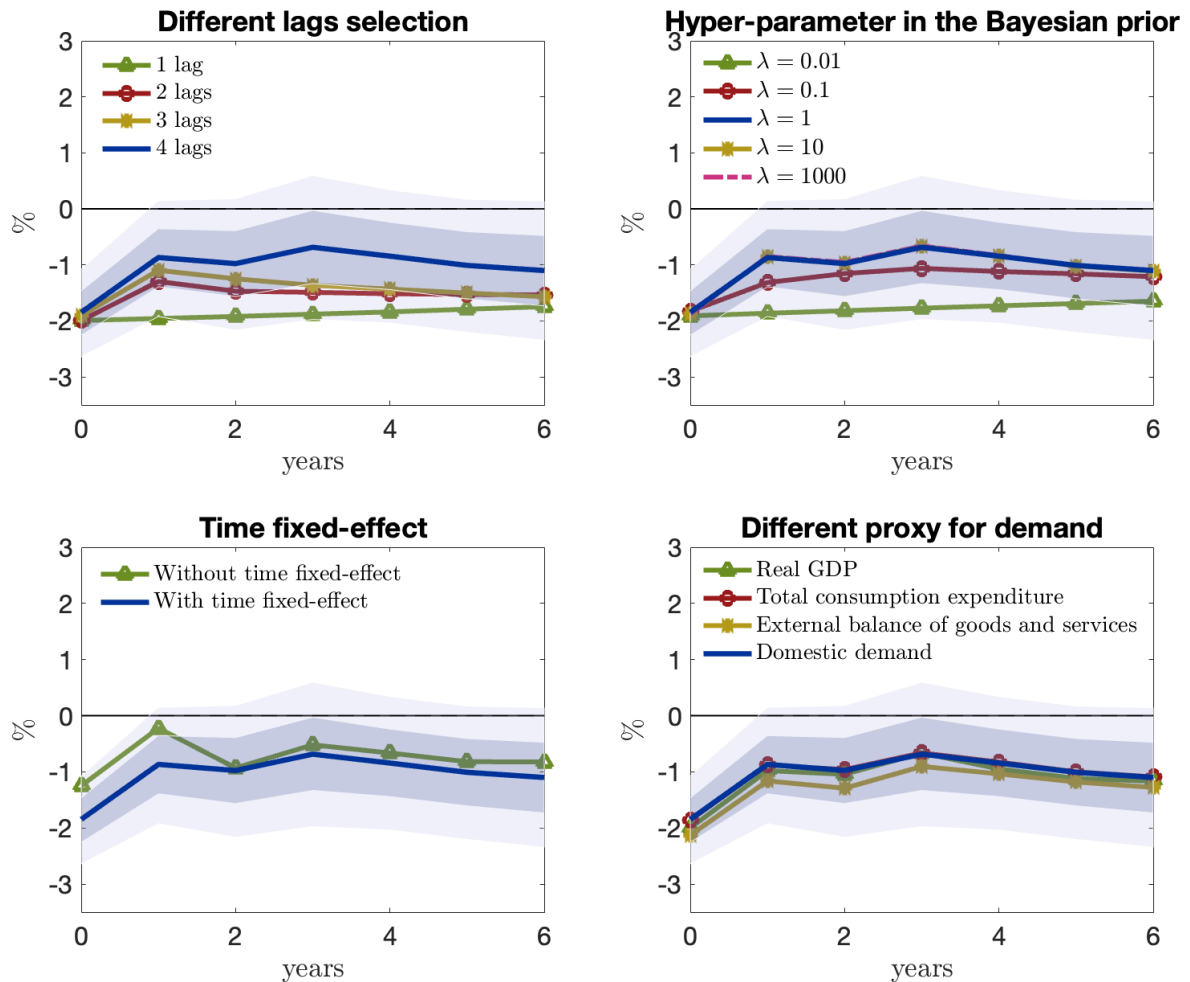 Different lags selection
3
2
1
0
-1
-2
-3
%
1 lag
2 lags
3 lags
4 lags
0
2
4
6
years
Hyper-parameter in the Bayesian prior
3
2
1
0
-1
-2
-3
%
λ = 0.01
λ = 0.1
λ = 1
λ = 10
λ = 1000
0
2
4
6
years
Time fixed-effect
3
2
1
0
-1
-2
-3
%
Without time fixed-effect
With time fixed-effect
0
2
4
6
years
Different proxy for demand
3
2
1
0
-1
-2
-3
%
Real GDP
Total consumption expenditure
External balance of goods and services
Domestic demand
0
2
4
6
years